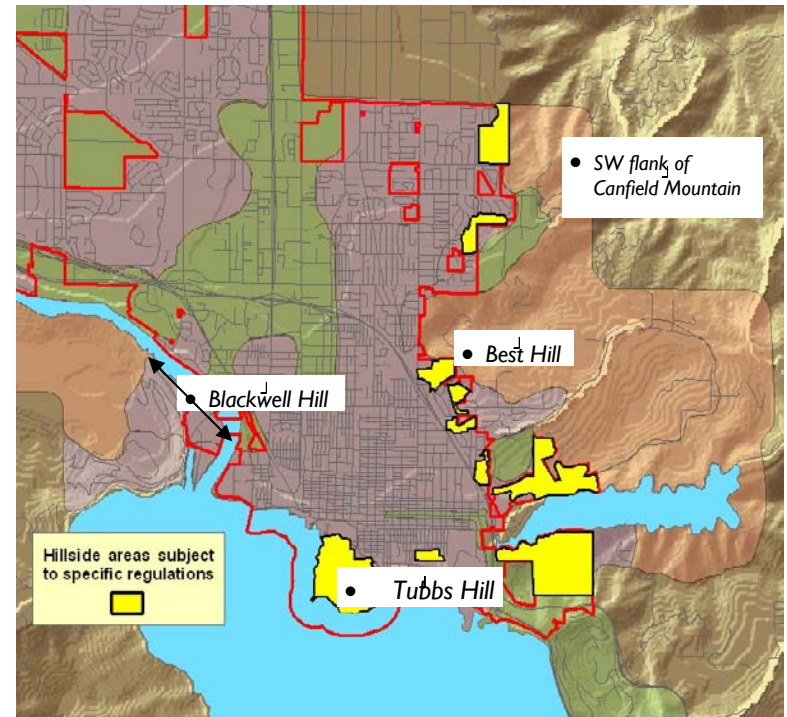 • SW flank of
Canfield Mountain
• Best Hill
• Blackwell Hill
Hillside areas subject
to specific regulations
• Tubbs Hill